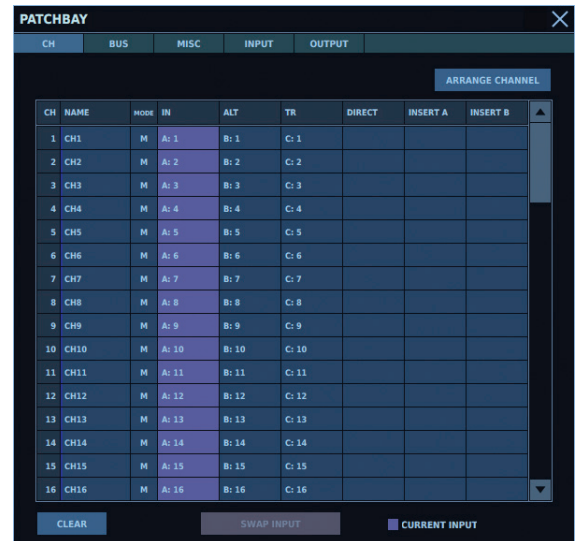 PATCHBAY
CH BUS MISC INPUT OUTPUT
ARRANGE CHANNEL
CH NAME MODE IN ALT TR DIRECT INSERT A INSERT B
1 CH1 M A: 1 B: 1 C: 1
2 CH2 M A: 2 B: 2 C: 2
3 CH3 M A: 3 B: 3 C: 3
4 CH4 M A: 4 B: 4 C: 4
5 CH5 M A: 5 B: 5 C: 5
6 CH6 M A: 6 B: 6 C: 6
7 CH7 M A: 7 B: 7 C: 7
8 CH8 M A: 8 B: 8 C: 8
9 CH9 M A: 9 B: 9 C: 9
10 CH10 M A: 10 B: 10 C: 10
11 CH11 M A: 11 B: 11 C: 11
12 CH12 M A: 12 B: 12 C: 12
13 CH13 M A: 13 B: 13 C: 13
14 CH14 M A: 14 B: 14 C: 14
15 CH15 M A: 15 B: 15 C: 15
16 CH16 M A: 16 B: 16 C: 16
CLEAR SWAP INPUT CURRENT INPUT